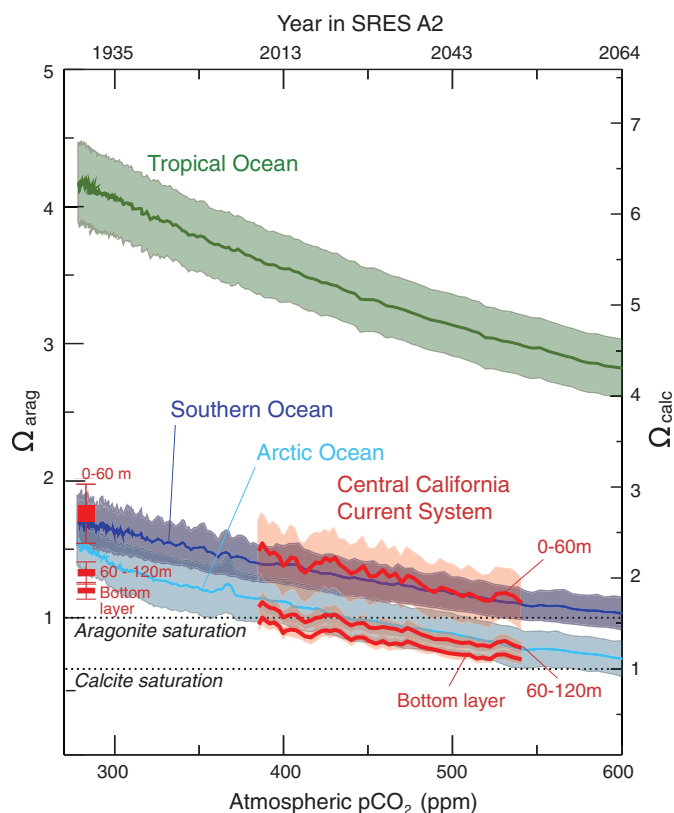 Year in SRES A2
1935 2013 2043 2064
5
7
Tropical Ocean
4
6
5
3
4
Ω arag
Ω calc
Southern Ocean
Arctic Ocean
2
3
0-60 m
Central California
Current System
0-60m
2
60-120m
Bottom
layer
1
Aragonite saturation
Calcite saturation
1
Bottom layer
60-120m
300 400 500 600
Atmospheric pCO₂ (ppm)